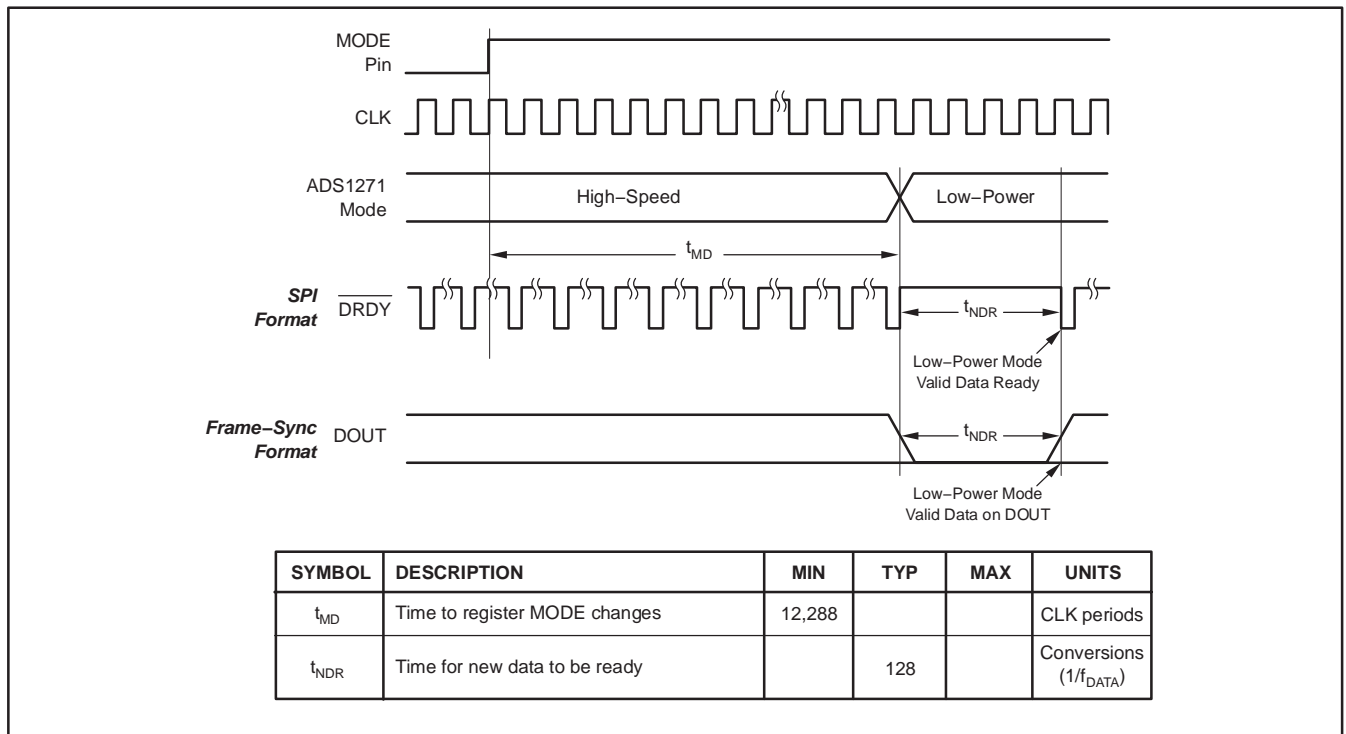 MODE
Pin
CLK
ADS1271
Mode
High–Speed
Low–Power
tMD
SPI
Format
DRDY
tNDR
Low–Power Mode
Valid Data Ready
Frame–Sync
Format
DOUT
tNDR
Low–Power Mode
Valid Data on DOUT
SYMBOL DESCRIPTION MIN TYP MAX UNITS
tMD Time to register MODE changes 12,288 CLK periods
tNDR Time for new data to be ready 128 Conversions
(1/fDATA)